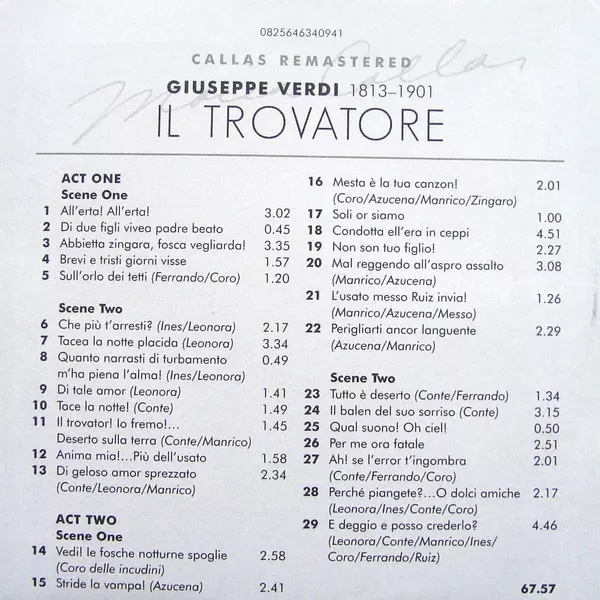 0825646340941
CALLAS REMASTERED
Maria Callas
GIUSEPPE VERDI 1813–1901
IL TROVATORE
ACT ONE
Scene One
1 All'erta! All'erta! 3.02
2 Di due figli vivea padre beato 0.45
3 Abbietta zingara, fosca vegliarda! 3.35
4 Brevi e tristi giorni visse 1.57
5 Sull'orlo dei tetti (Ferrando/Coro) 1.20
Scene Two
6 Che più t'arresti? (Ines/Leonora) 2.17
7 Tacea la notte placida (Leonora) 3.34
8 Quanto narrasti di turbamento 0.49
m'ha piena l'alma! (Ines/Leonora)
9 Di tale amor (Leonora) 1.41
10 Tace la notte! (Conte) 1.49
11 Il trovator! Io fremo!... 1.45
Deserto sulla terra (Conte/Manrico)
12 Anima mia!...Più dell'usato 1.58
13 Di geloso amor sprezzato 2.34
(Conte/Leonora/Manrico)
ACT TWO
Scene One
14 Vedi! le fosche notturne spoglie 2.58
(Coro delle incudini)
15 Stride la vampa! (Azucena) 2.41
16 Mesta è la tua canzon! 2.01
(Coro/Azucena/Manrico/Zingaro)
17 Soli or siamo 1.00
18 Condotta ell'era in ceppi 4.51
19 Non son tuo figlio! 2.27
20 Mal reggendo all'aspro assalto 3.08
(Manrico/Azucena)
21 L'usato messo Ruiz invia! 1.26
(Manrico/Azucena/Messo)
22 Perigliarti ancor languente 2.29
(Azucena/Manrico)
Scene Two
23 Tutto è deserto (Conte/Ferrando) 1.34
24 Il balen del suo sorriso (Conte) 3.15
25 Qual suono! Oh ciel! 0.50
26 Per me ora fatale 2.51
27 Ah! se l'error t'ingombra 2.01
(Conte/Ferrando/Coro)
28 Perché piangete?...O dolci amiche 2.17
(Leonora/Ines/Conte/Coro)
29 E deggio e posso crederlo? 4.46
(Leonora/Conte/Manrico/Ines/
Coro/Ferrando/Ruiz)
67.57